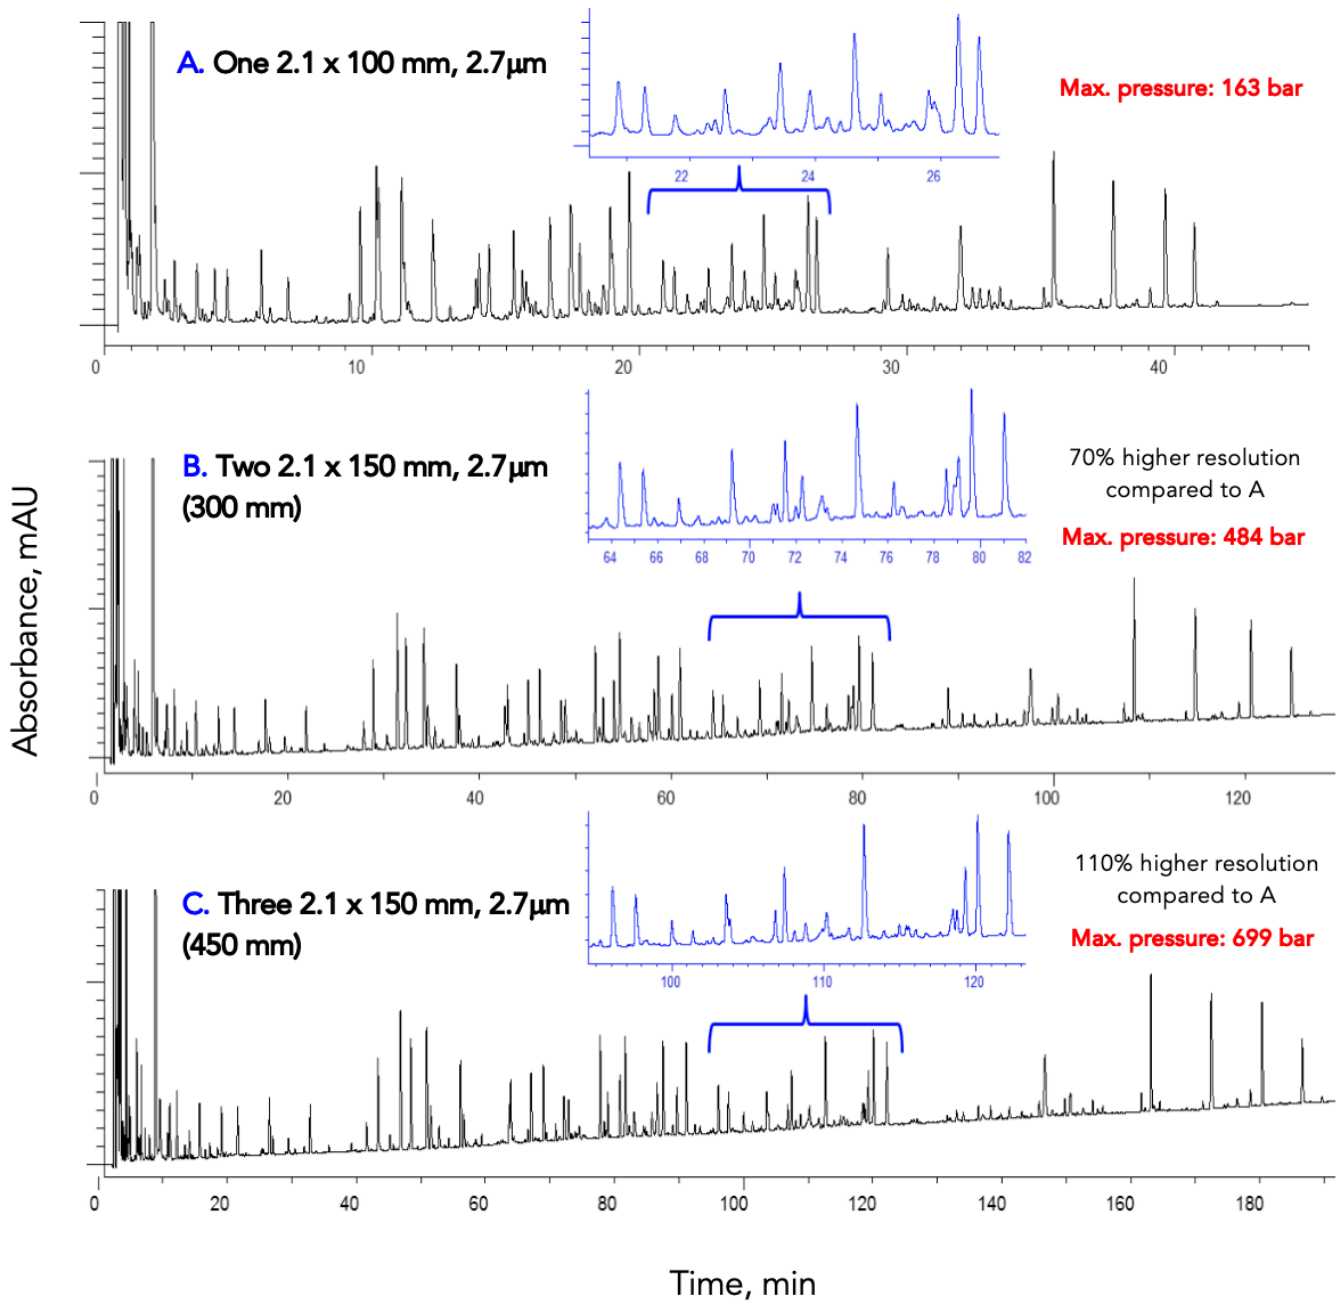 A. One 2.1 x 100 mm, 2.7µm
Max. pressure: 163 bar
22 24 26
0 10 20 30 40
B. Two 2.1 x 150 mm, 2.7µm
(300 mm)
70% higher resolution
compared to A
Max. pressure: 484 bar
64 66 68 70 72 74 76 78 80 82
0 20 40 60 80 100 120
C. Three 2.1 x 150 mm, 2.7µm
(450 mm)
110% higher resolution
compared to A
Max. pressure: 699 bar
100 110 120
0 20 40 60 80 100 120 140 160 180
Absorbance, mAU
Time, min